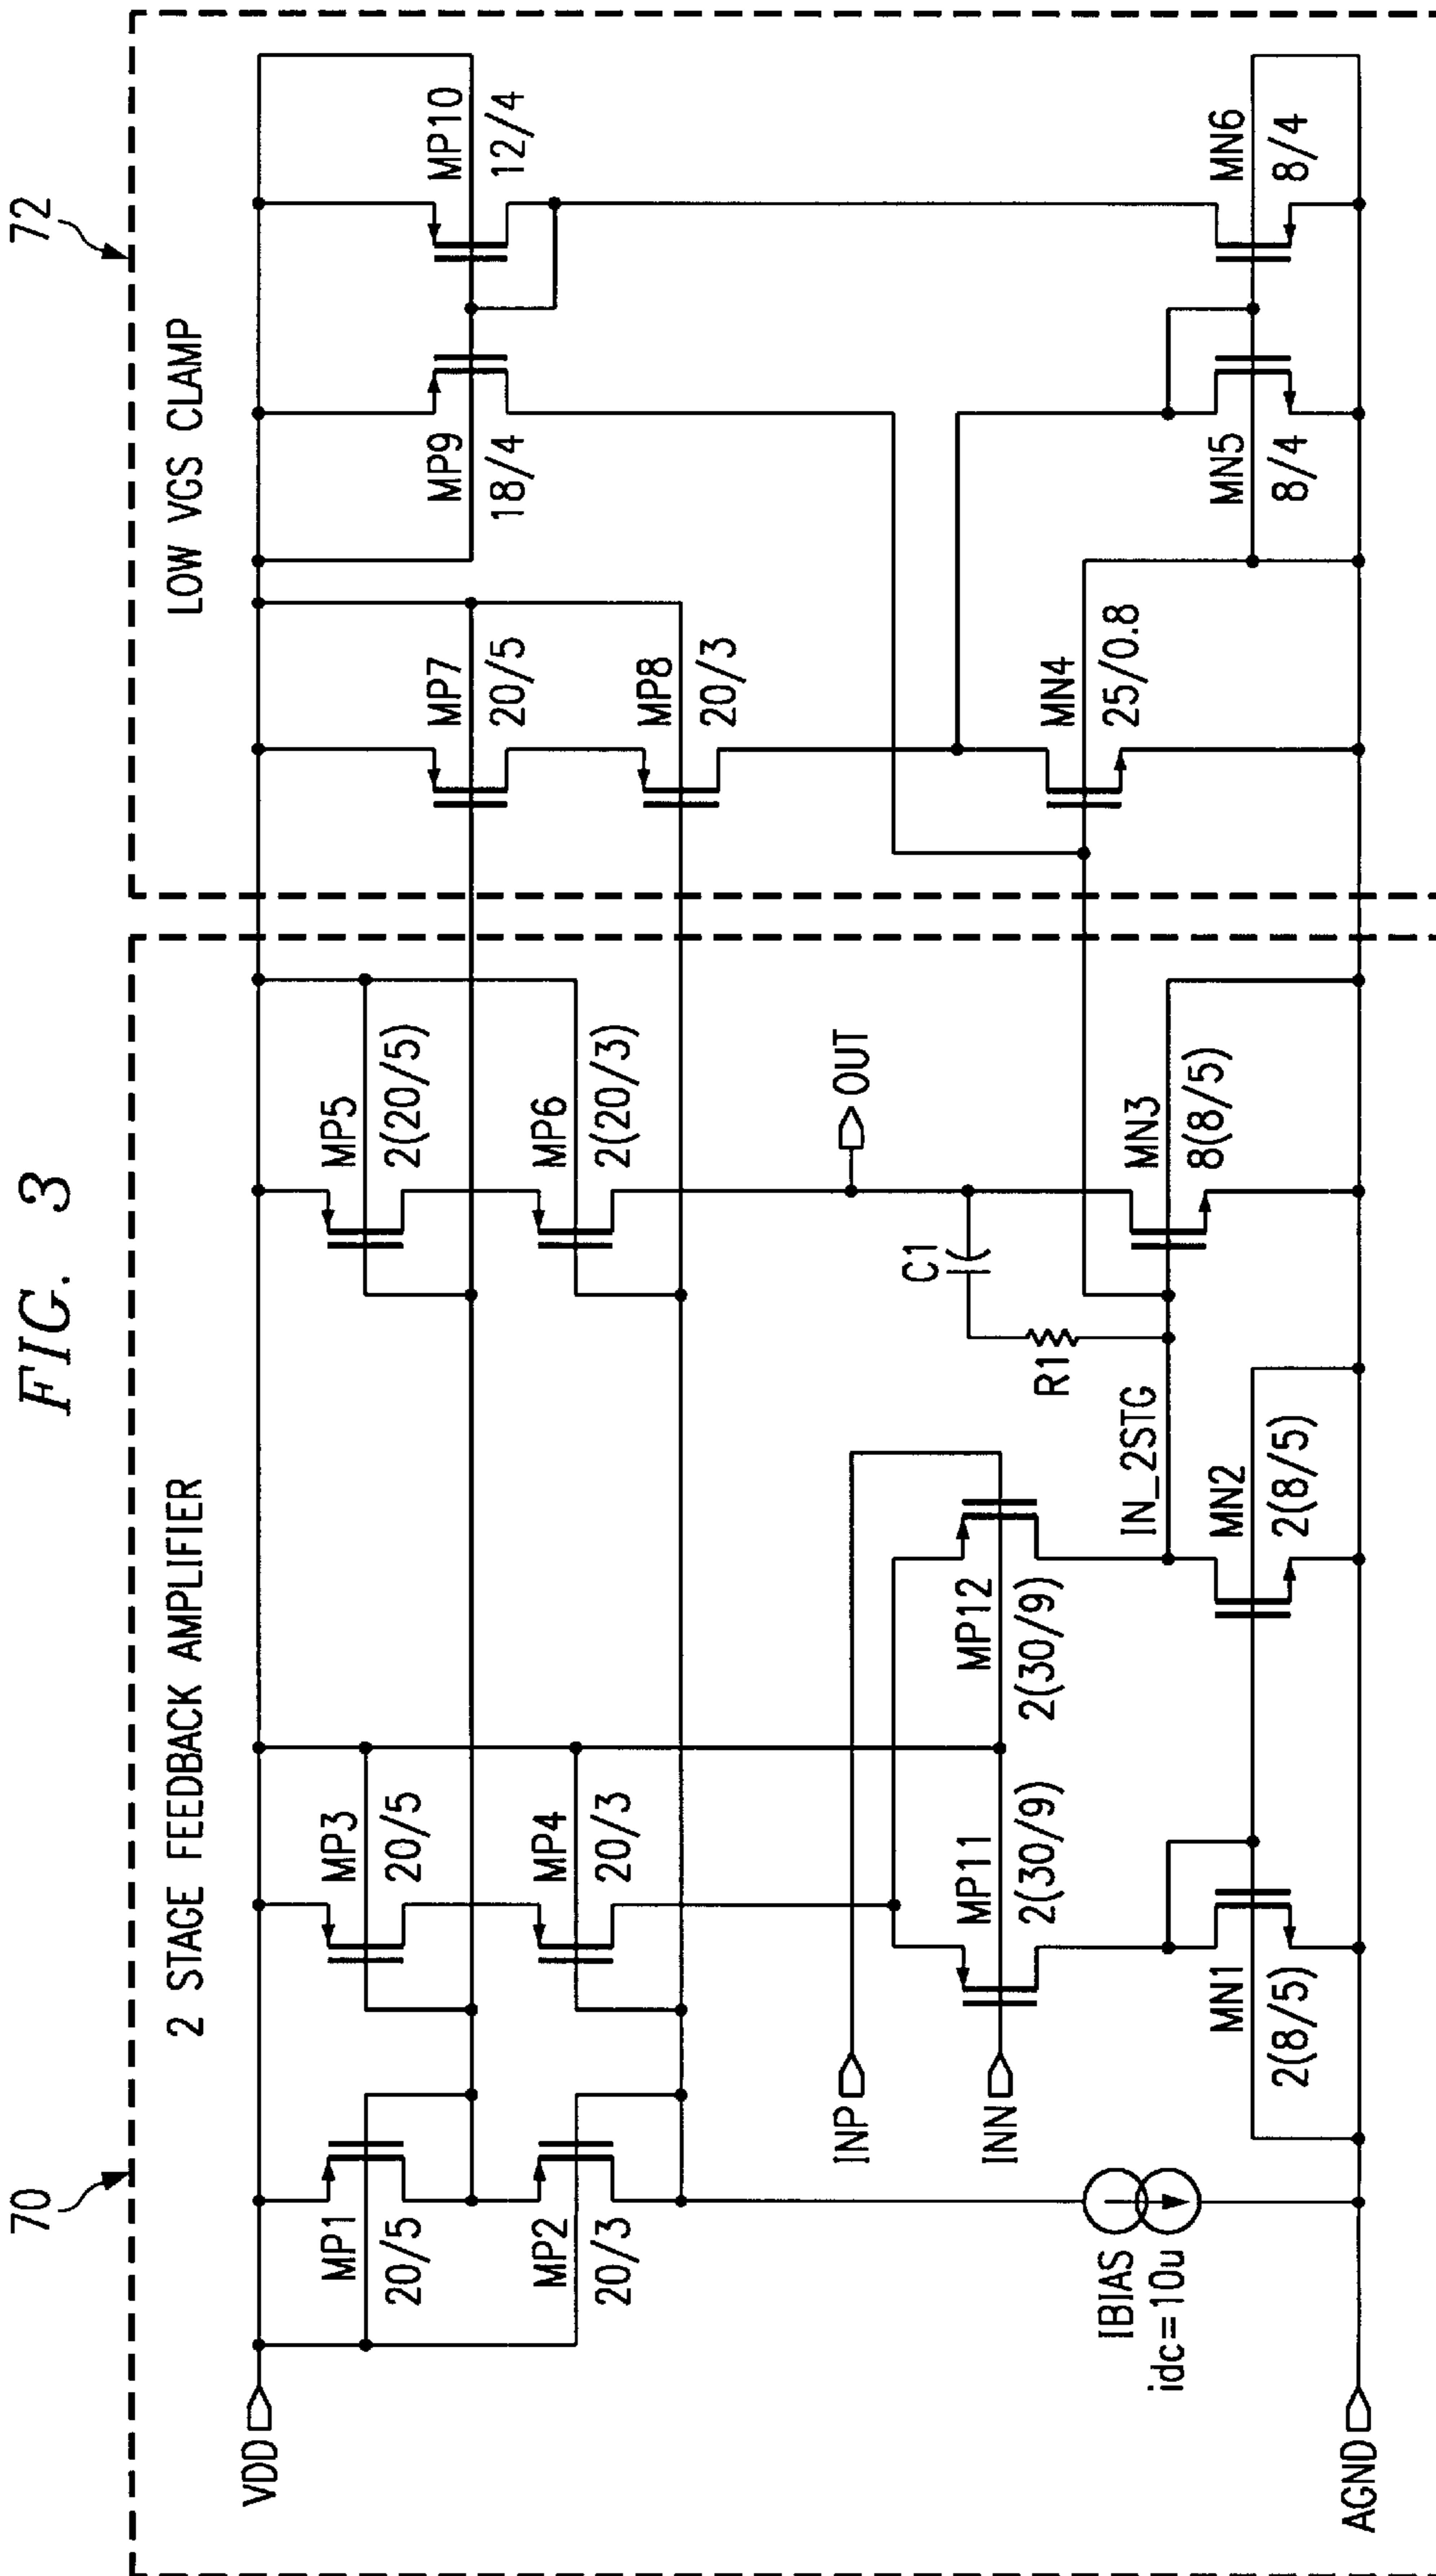 FIG. 3
70
72
2 STAGE FEEDBACK AMPLIFIER
LOW VGS CLAMP
VDD
MP1
20/5
MP3
20/5
MP5
2(20/5)
MP7
20/5
MP9
18/4
MP10
12/4
MP2
20/3
MP4
20/3
MP6
2(20/3)
MP8
20/3
INP
INN
MP11
2(30/9)
MP12
2(30/9)
C1
R1
OUT
IN_2STG
IBIAS
idc=10u
MN1
2(8/5)
MN2
2(8/5)
MN3
8(8/5)
MN4
25/0.8
MN5
8/4
MN6
8/4
AGND